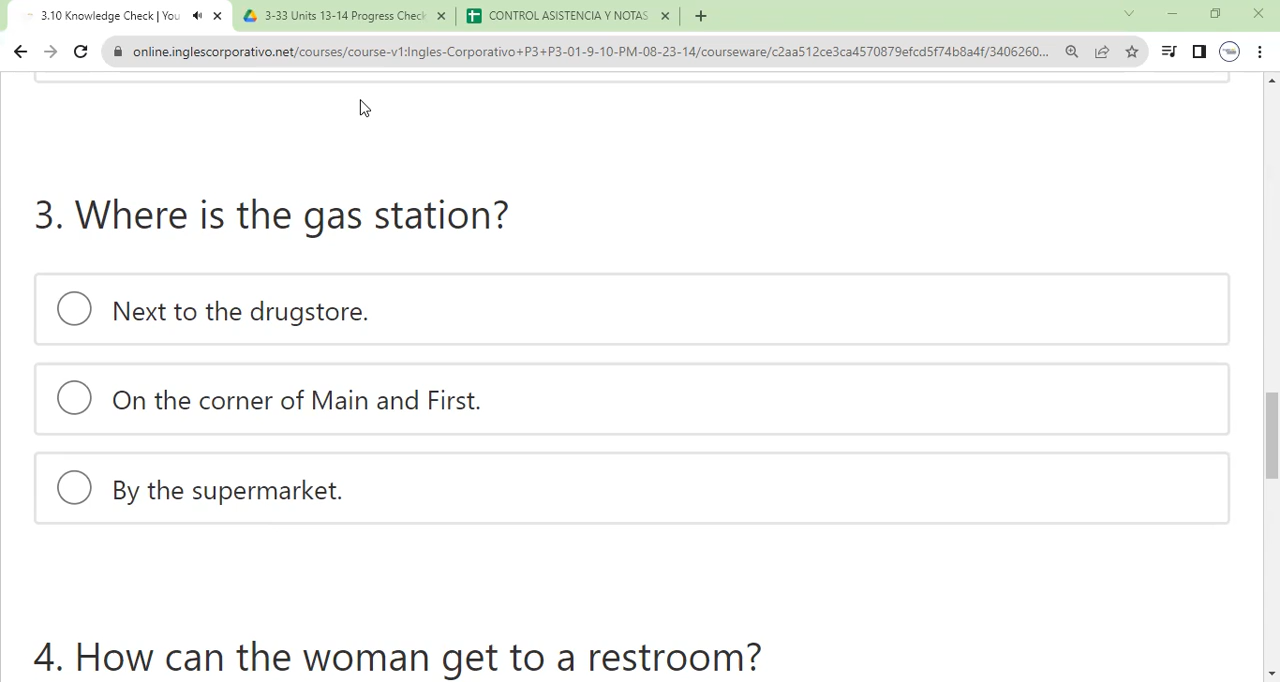 3.10 Knowledge Check | You
3-33 Units 13-14 Progress Check
CONTROL ASISTENCIA Y NOTAS
online.inglescorporativo.net/courses/course-v1:Ingles-Corporativo+P3+P3-01-9-10-PM-08-23-14/courseware/c2aa512ce3ca4570879efcd5f74b8a4f/3406260...
3. Where is the gas station?
Next to the drugstore.
On the corner of Main and First.
By the supermarket.
4. How can the woman get to a restroom?